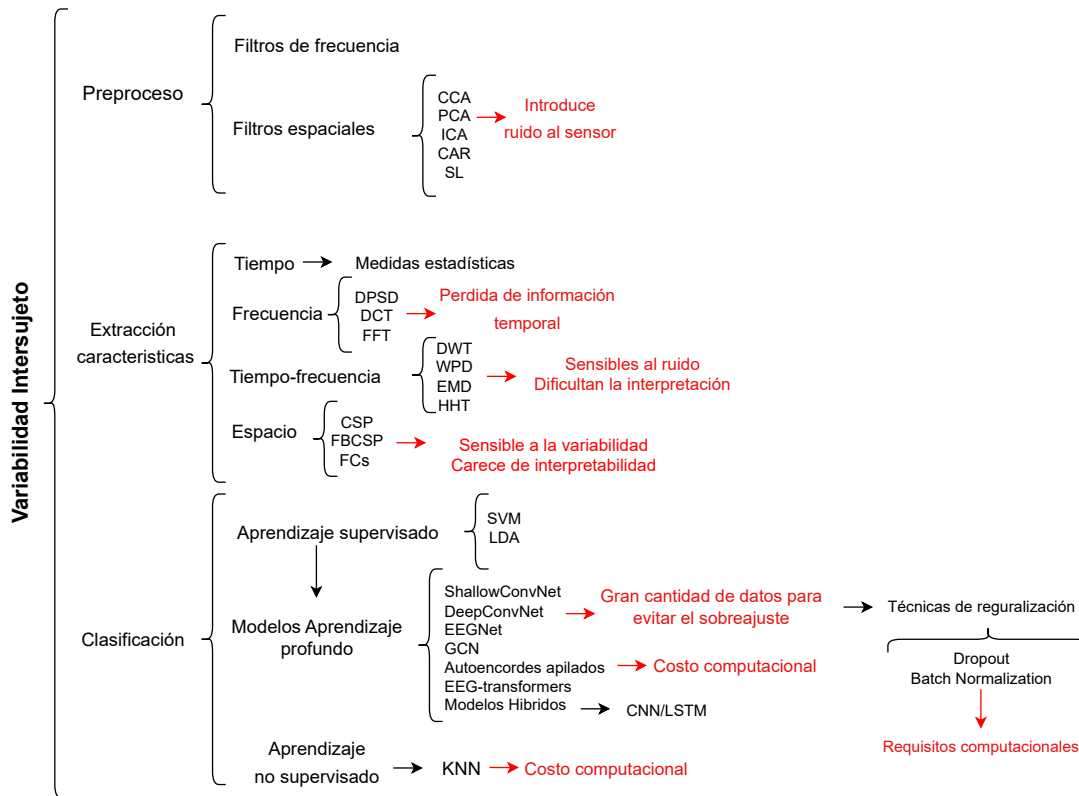 Variabilidad Intersujeto
Preproceso
Filtros de frecuencia
Filtros espaciales
CCA
PCA
ICA
CAR
SL
Introduce
ruido al sensor
Extracción
caracteristicas
Tiempo
Medidas estadísticas
Frecuencia
DPSD
DCT
FFT
Perdida de información
temporal
Tiempo-frecuencia
DWT
WPD
EMD
HHT
Sensibles al ruido
Dificultan la interpretación
Espacio
CSP
FBCSP
FCs
Sensible a la variabilidad
Carece de interpretabilidad
Clasificación
Aprendizaje supervisado
SVM
LDA
Modelos Aprendizaje
profundo
ShallowConvNet
DeepConvNet
EEGNet
GCN
Autoencordes apilados
EEG-transformers
Modelos Hibridos
Gran cantidad de datos para
evitar el sobreajuste
Técnicas de reguralización
Dropout
Batch Normalization
Requisitos computacionales
Costo computacional
CNN/LSTM
Aprendizaje
no supervisado
KNN
Costo computacional